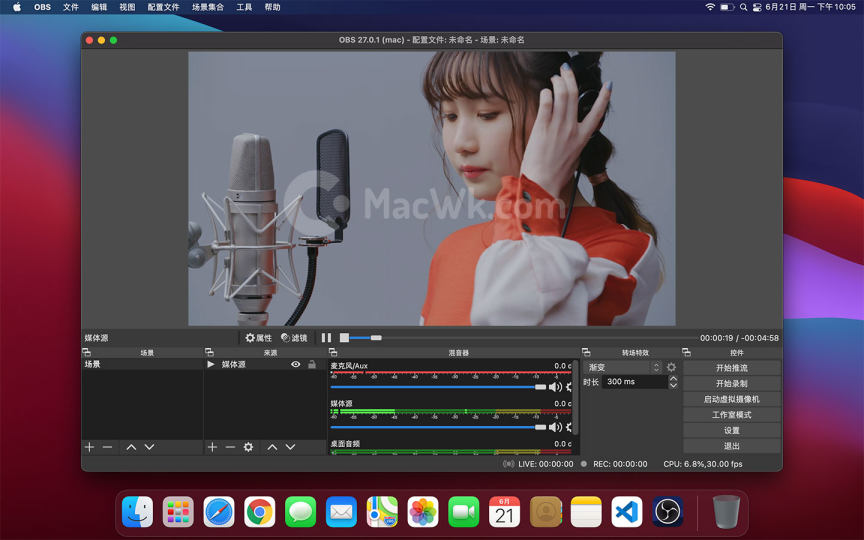 OBS 文件 编辑 视图 配置文件 场景集合 工具 帮助 6月21日 周一 下午10:05
OBS 27.0.1 (mac) - 配置文件: 未命名 - 场景: 未命名
MacWk.com
媒体源 属性 滤镜 00:00:19 / -00:04:58
场景 来源 混音器 转场特效 控件
场景 媒体源 麦克风/Aux 0.0 渐变 开始推流
时长 300 ms 开始录制
媒体源 0.0 启动虚拟摄像机
工作室模式
设置
桌面音频 0.0 退出
LIVE: 00:00:00 REC: 00:00:00 CPU: 6.8%,30.00 fps
6月
21